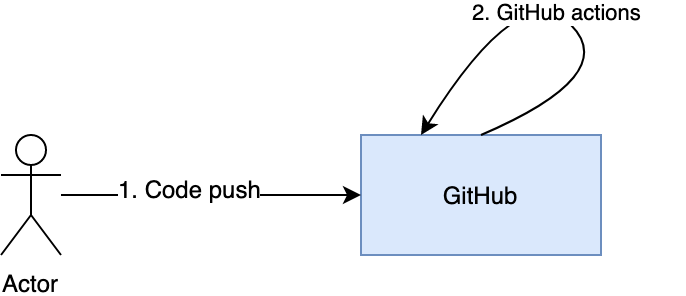 2. GitHub actions
1. Code push
GitHub
Actor